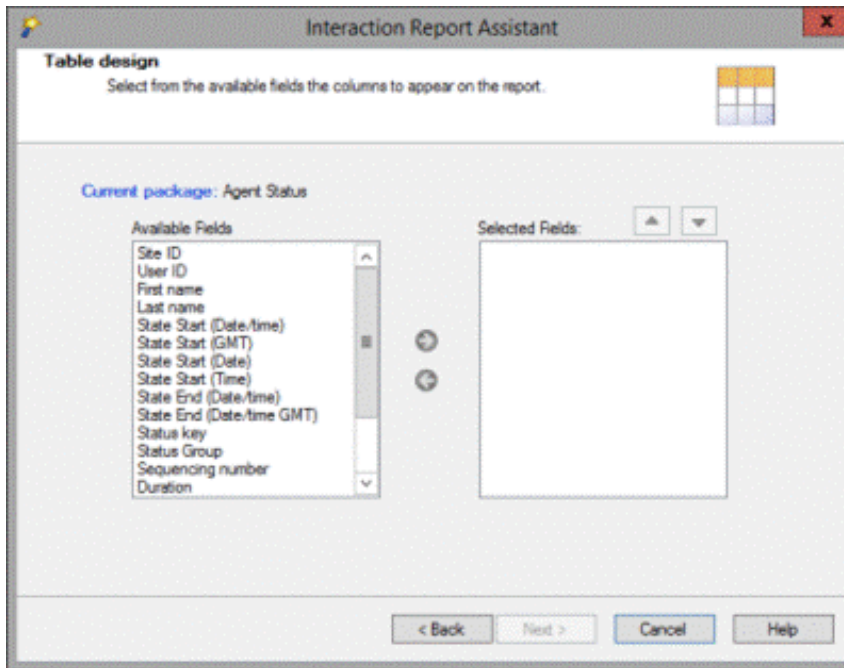 Interaction Report Assistant
x
Table design
Select from the available fields the columns to appear on the report.
Current package: Agent Status
Available Fields
Selected Fields:
Site ID
User ID
First name
Last name
State Start (Date/time)
State Start (GMT)
State Start (Date)
State Start (Time)
State End (Date/time)
State End (Date/time GMT)
Status key
Status Group
Sequencing number
Duration
< Back
Next >
Cancel
Help